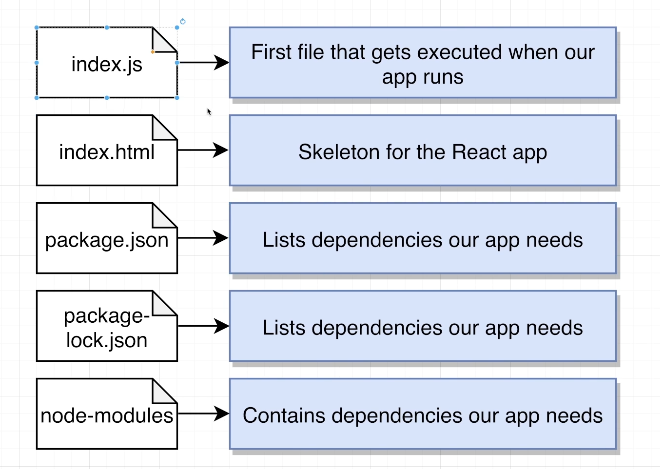 index.js
First file that gets executed when our
app runs
index.html
Skeleton for the React app
package.json
Lists dependencies our app needs
package-
lock.json
Lists dependencies our app needs
node-modules
Contains dependencies our app needs